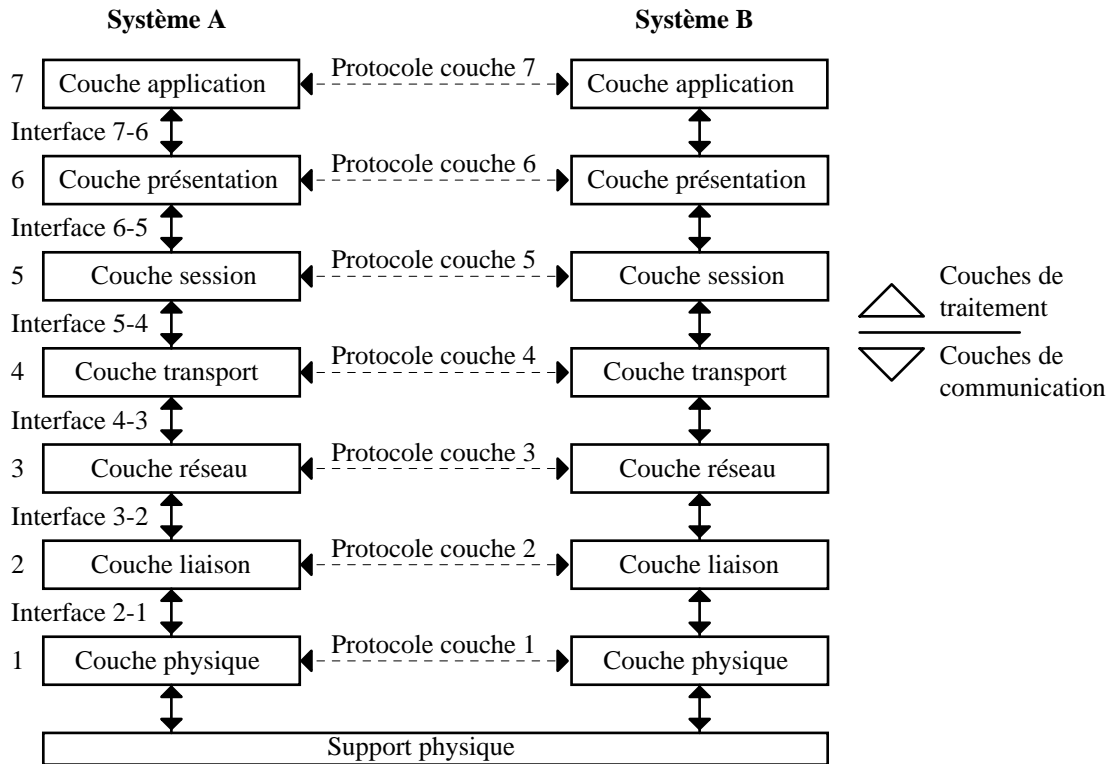 Système A
Système B
7
Couche application
Protocole couche 7
Couche application
Interface 7-6
6
Couche présentation
Protocole couche 6
Couche présentation
Interface 6-5
5
Couche session
Protocole couche 5
Couche session
Couches de
traitement
Interface 5-4
4
Couche transport
Protocole couche 4
Couche transport
Couches de
communication
Interface 4-3
3
Couche réseau
Protocole couche 3
Couche réseau
Interface 3-2
2
Couche liaison
Protocole couche 2
Couche liaison
Interface 2-1
1
Couche physique
Protocole couche 1
Couche physique
Support physique